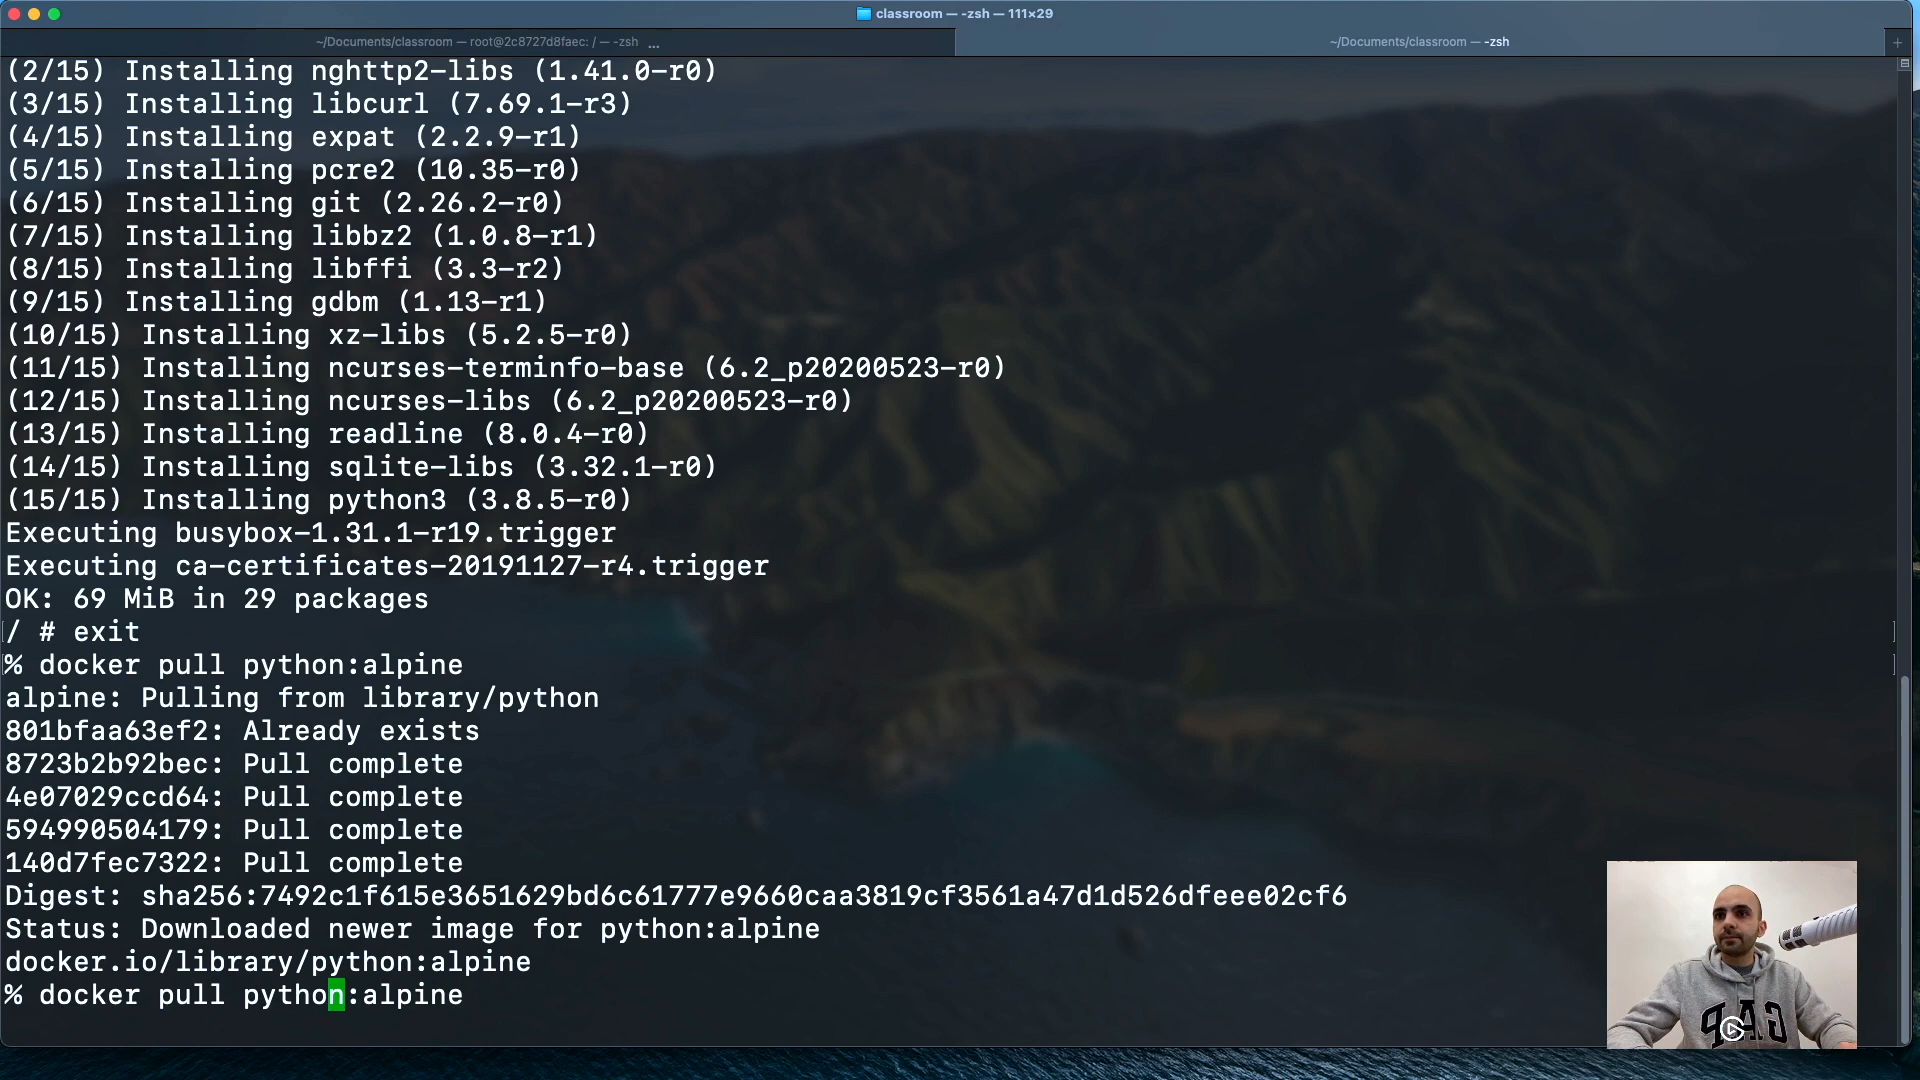 classroom — -zsh — 111×29
~/Documents/classroom — root@2c8727d8faec: / — -zsh ...
~/Documents/classroom — -zsh
(2/15) Installing nghttp2-libs (1.41.0-r0)
(3/15) Installing libcurl (7.69.1-r3)
(4/15) Installing expat (2.2.9-r1)
(5/15) Installing pcre2 (10.35-r0)
(6/15) Installing git (2.26.2-r0)
(7/15) Installing libbz2 (1.0.8-r1)
(8/15) Installing libffi (3.3-r2)
(9/15) Installing gdbm (1.13-r1)
(10/15) Installing xz-libs (5.2.5-r0)
(11/15) Installing ncurses-terminfo-base (6.2_p20200523-r0)
(12/15) Installing ncurses-libs (6.2_p20200523-r0)
(13/15) Installing readline (8.0.4-r0)
(14/15) Installing sqlite-libs (3.32.1-r0)
(15/15) Installing python3 (3.8.5-r0)
Executing busybox-1.31.1-r19.trigger
Executing ca-certificates-20191127-r4.trigger
OK: 69 MiB in 29 packages
/ # exit
% docker pull python:alpine
alpine: Pulling from library/python
801bfaa63ef2: Already exists
8723b2b92bec: Pull complete
4e07029ccd64: Pull complete
594990504179: Pull complete
140d7fec7322: Pull complete
Digest: sha256:7492c1f615e3651629bd6c61777e9660caa3819cf3561a47d1d526dfeee02cf6
Status: Downloaded newer image for python:alpine
docker.io/library/python:alpine
% docker pull python:alpine
GAP